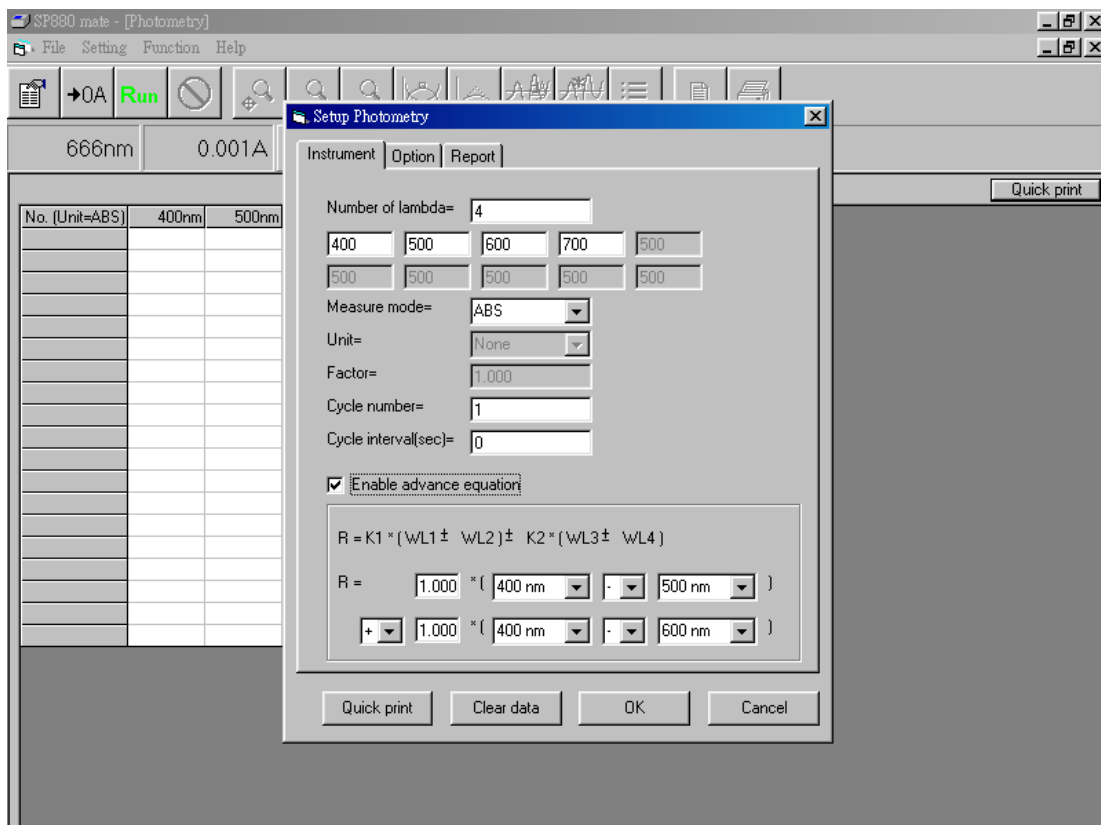 SP880 mate - [Photometry]
File Setting Function Help
→0A Run
666nm 0.001A
Quick print
No. (Unit=ABS) 400nm 500nm
Setup Photometry
Instrument Option Report
Number of lambda= 4
400 500 600 700 500
500 500 500 500 500
Measure mode= ABS
Unit= None
Factor= 1.000
Cycle number= 1
Cycle interval(sec)= 0
Enable advance equation
R = K1 * ( WL1 ± WL2 ) ± K2 * ( WL3 ± WL4 )
R = 1.000 * ( 400 nm - 500 nm )
+ 1.000 * ( 400 nm - 600 nm )
Quick print Clear data OK Cancel